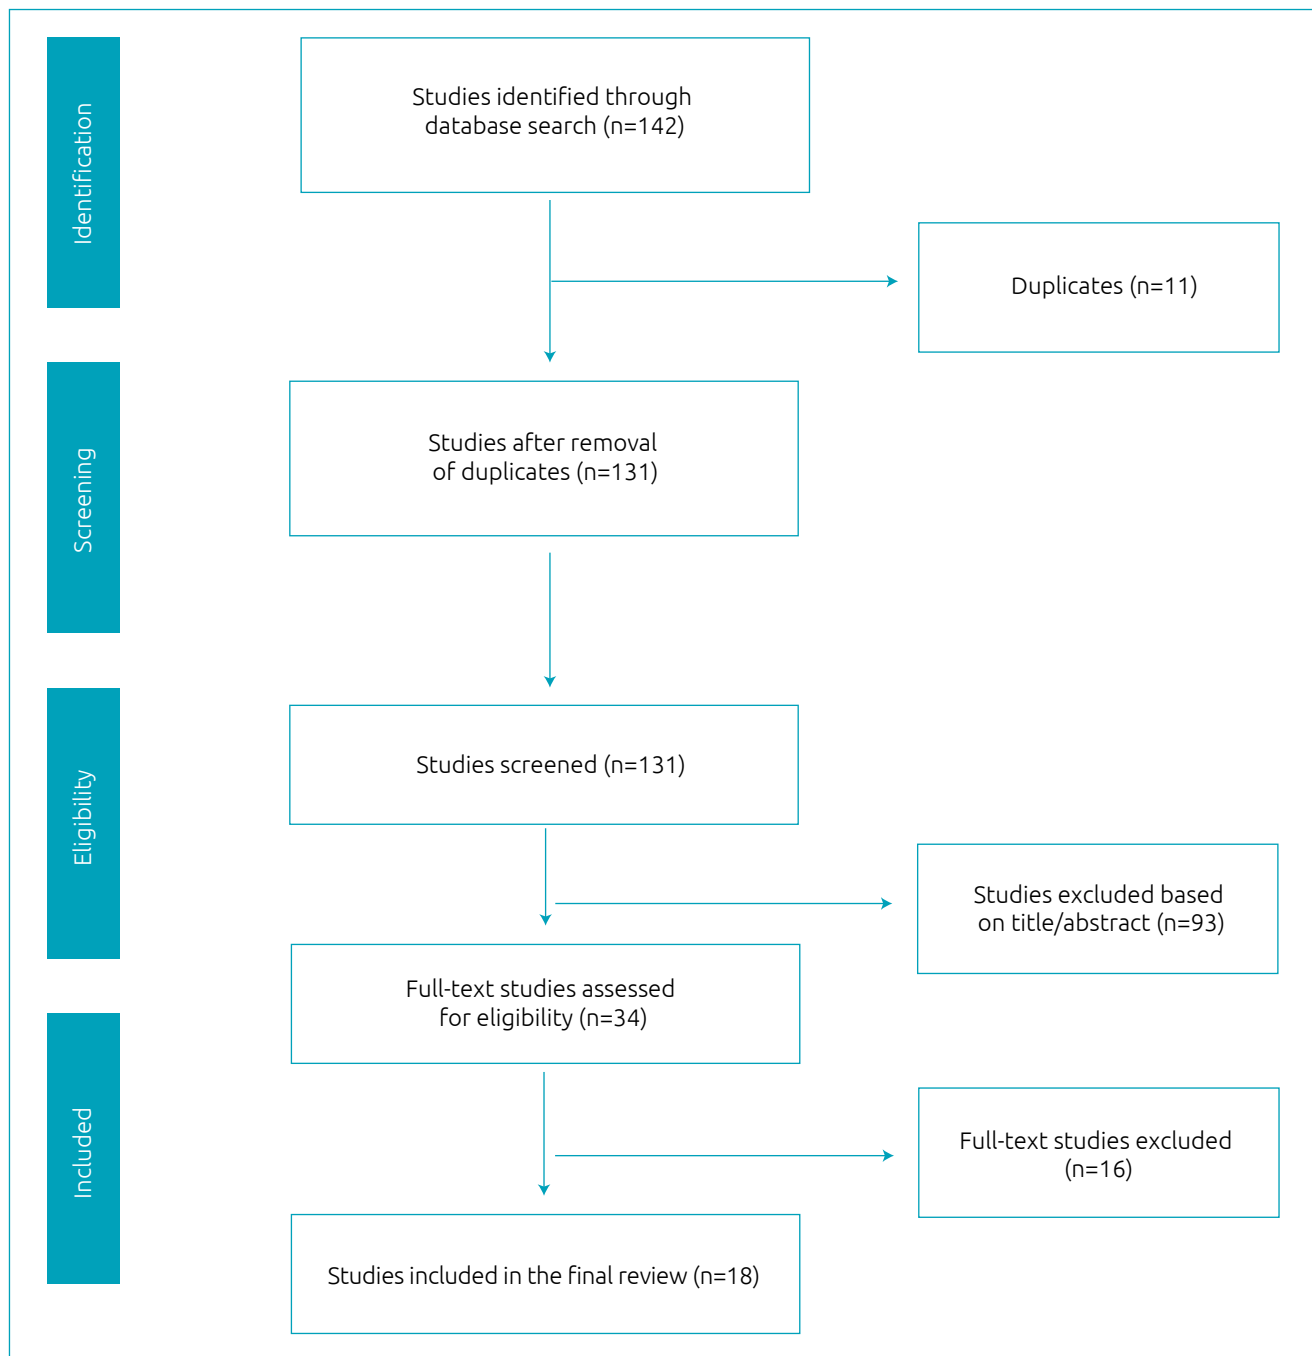 Identification
Studies identified through
database search (n=142)
Duplicates (n=11)
Screening
Studies after removal
of duplicates (n=131)
Eligibility
Studies screened (n=131)
Studies excluded based
on title/abstract (n=93)
Full-text studies assessed
for eligibility (n=34)
Included
Full-text studies excluded
(n=16)
Studies included in the final review (n=18)